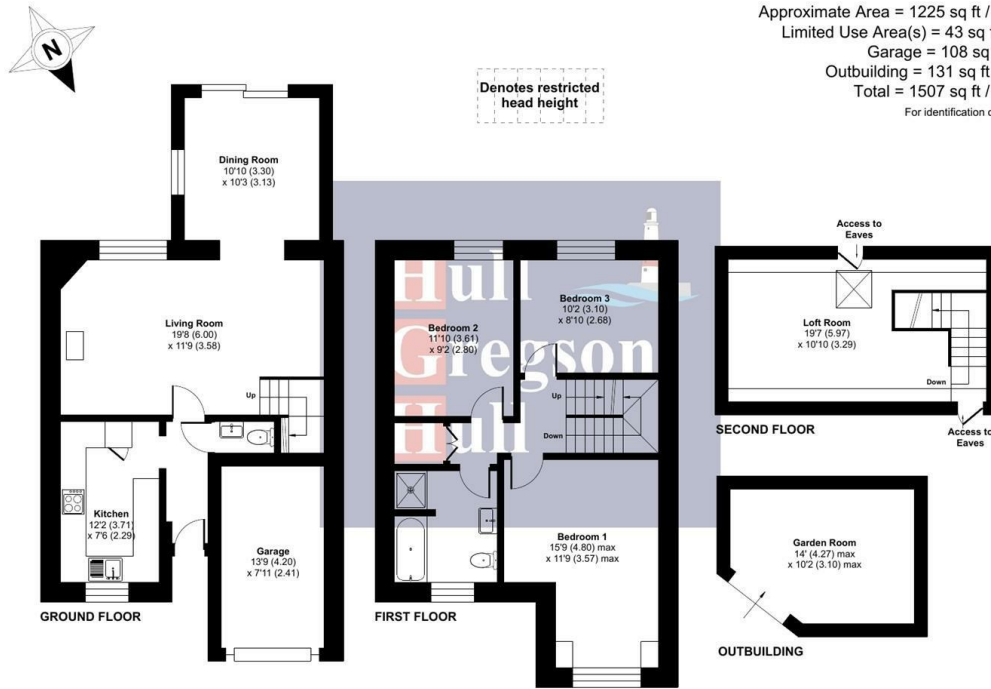 Approximate Area = 1225 sq ft /
Limited Use Area(s) = 43 sq
Garage = 108 sq
Outbuilding = 131 sq ft
Total = 1507 sq ft /
For identification
N
Denotes restricted
head height
Dining Room
10'10 (3.30)
x 10'3 (3.13)
Living Room
19'8 (6.00)
x 11'9 (3.58)
Up
Kitchen
12'2 (3.71)
x 7'6 (2.29)
Garage
13'9 (4.20)
x 7'11 (2.41)
GROUND FLOOR
Hull
Gregson
Hull
Bedroom 2
11'10 (3.61)
x 9'2 (2.80)
Bedroom 3
10'2 (3.10)
x 8'10 (2.68)
Up
Down
Bedroom 1
15'9 (4.80) max
x 11'9 (3.57) max
FIRST FLOOR
Access to
Eaves
Loft Room
19'7 (5.97)
x 10'10 (3.29)
Down
SECOND FLOOR
Access to
Eaves
Garden Room
14' (4.27) max
x 10'2 (3.10) max
OUTBUILDING